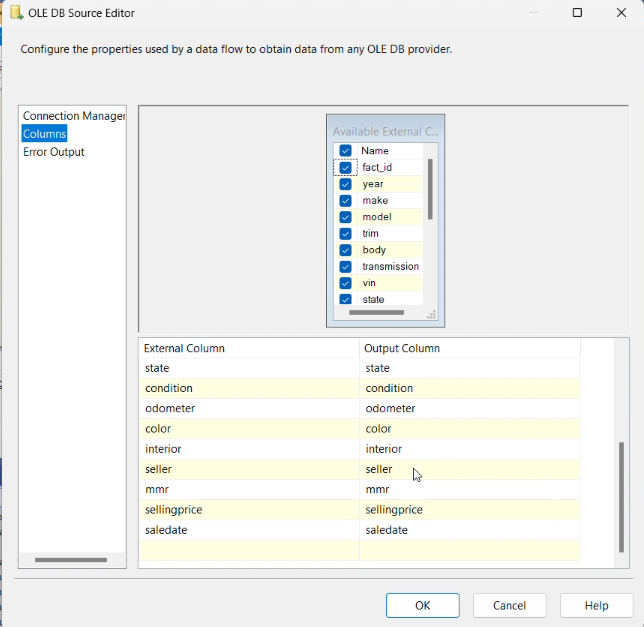 OLE DB Source Editor
Configure the properties used by a data flow to obtain data from any OLE DB provider.
Connection Manager
Columns
Error Output
Available External C...
Name
fact_id
year
make
model
trim
body
transmission
vin
state
External Column Output Column
state state
condition condition
odometer odometer
color color
interior interior
seller seller
mmr mmr
sellingprice sellingprice
saledate saledate
OK Cancel Help